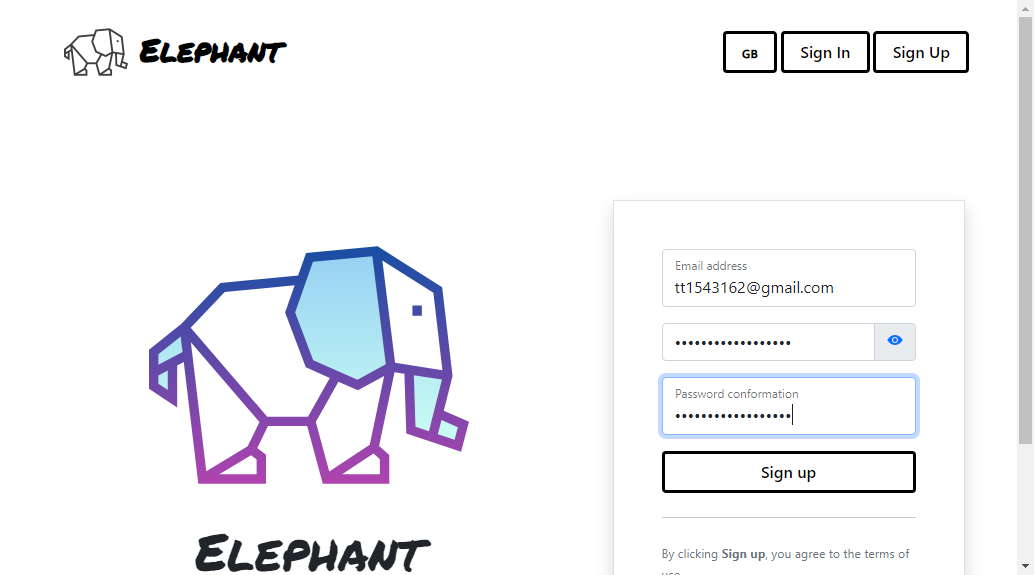 ELEPHANT
GB
Sign In
Sign Up
Email address
tt1543162@gmail.com
••••••••••••••••••
Password conformation
••••••••••••••••••
Sign up
ELEPHANT
By clicking Sign up, you agree to the terms of
use.